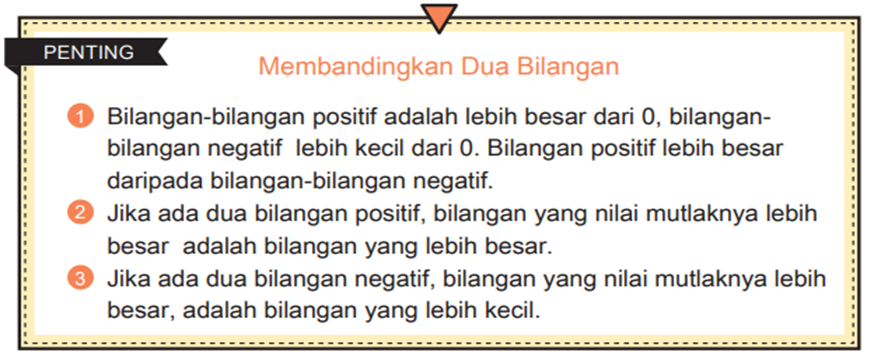 PENTING
Membandingkan Dua Bilangan
1 Bilangan-bilangan positif adalah lebih besar dari 0, bilangan-
bilangan negatif lebih kecil dari 0. Bilangan positif lebih besar
daripada bilangan-bilangan negatif.
2 Jika ada dua bilangan positif, bilangan yang nilai mutlaknya lebih
besar adalah bilangan yang lebih besar.
3 Jika ada dua bilangan negatif, bilangan yang nilai mutlaknya lebih
besar, adalah bilangan yang lebih kecil.